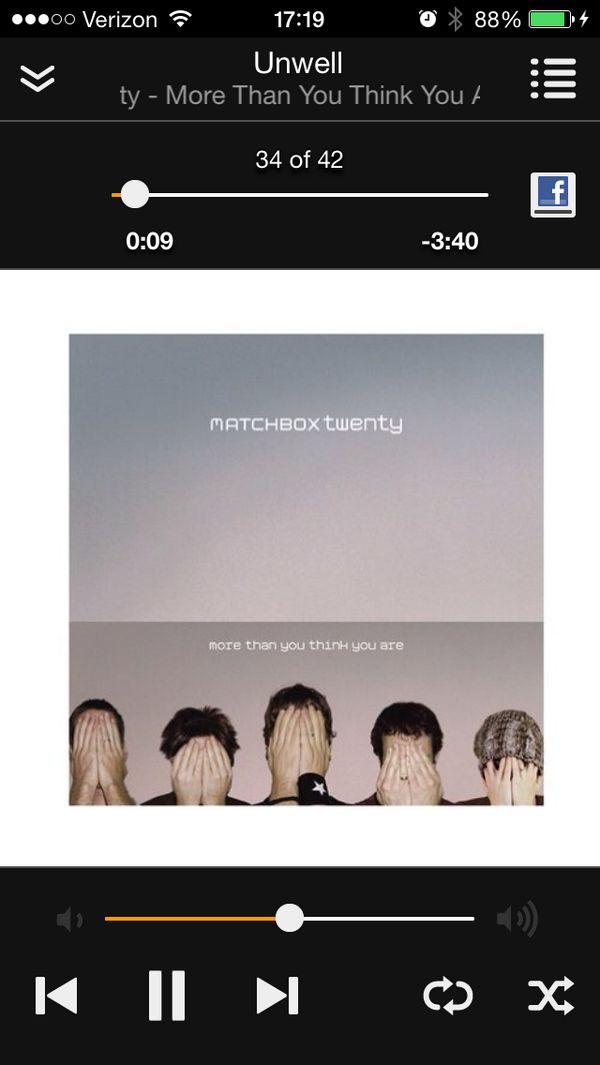 Verizon 17:19 88%
Unwell
ty - More Than You Think You A
34 of 42
f
0:09 -3:40
MATCHBOX twenty
more than you think you are